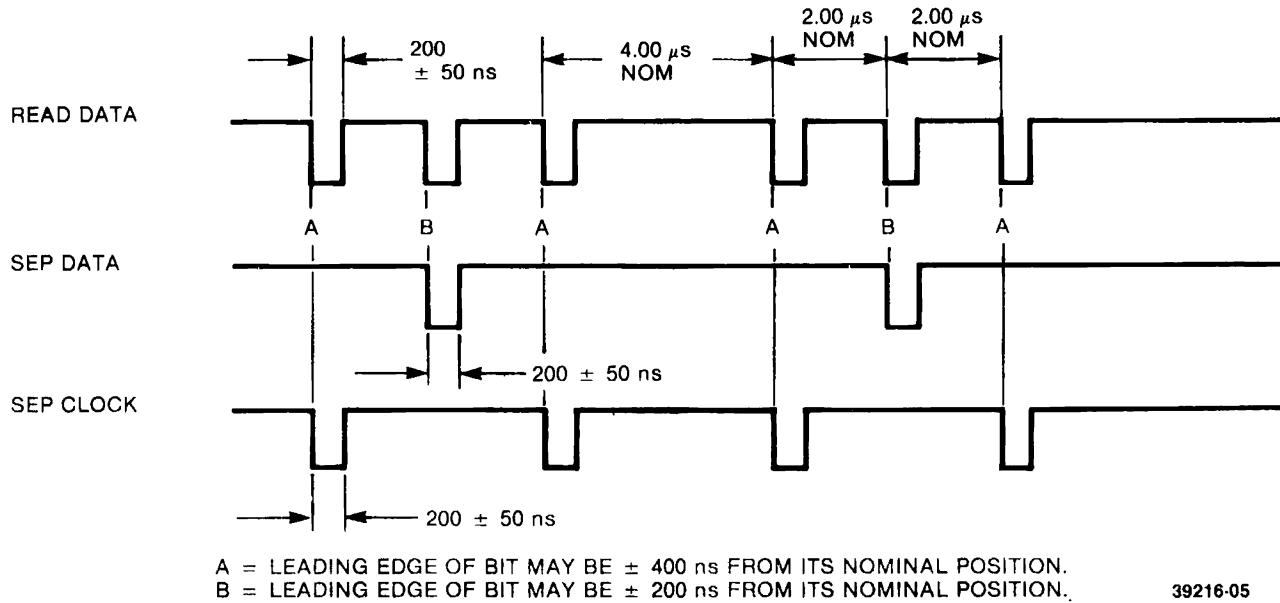 2.00 µs NOM
2.00 µs NOM
200 ± 50 ns
4.00 µs NOM
READ DATA
A B A A B A
SEP DATA
200 ± 50 ns
SEP CLOCK
200 ± 50 ns
A = LEADING EDGE OF BIT MAY BE ± 400 ns FROM ITS NOMINAL POSITION.
B = LEADING EDGE OF BIT MAY BE ± 200 ns FROM ITS NOMINAL POSITION.
39216-05